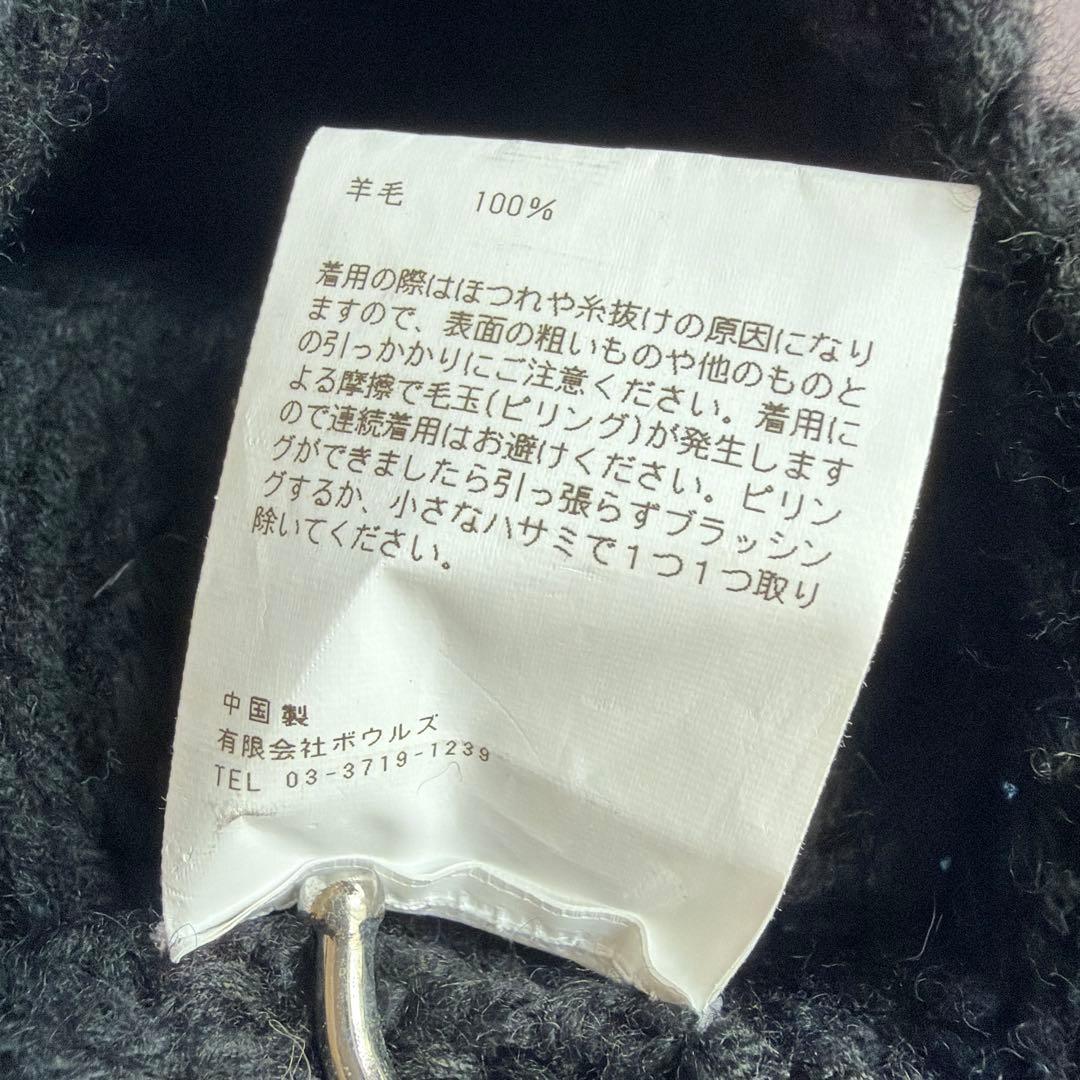 羊毛 100%
着用の際はほつれや糸抜けの原因になり
ますので、表面の粗いものや他のものと
の引っかかりにご注意ください。着用に
よる摩擦で毛玉(ピリング)が発生します
ので連続着用はお避けください。ピリン
グができましたら引っ張らずブラッシン
グするか、小さなハサミで1つ1つ取り
除いてください。
中国製
有限会社ボウルズ
TEL 03-3719-1239